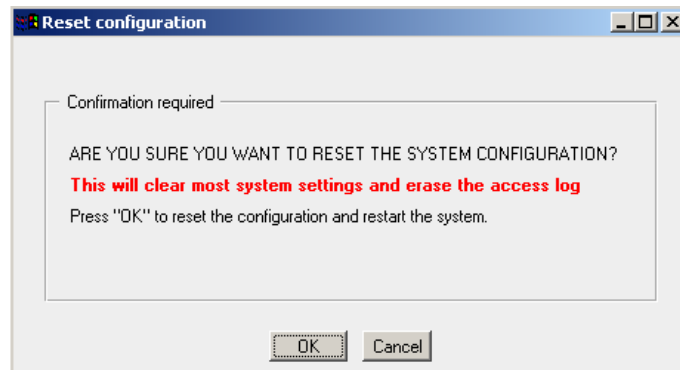 Reset configuration
Confirmation required
ARE YOU SURE YOU WANT TO RESET THE SYSTEM CONFIGURATION?
This will clear most system settings and erase the access log
Press "OK" to reset the configuration and restart the system.
OK Cancel